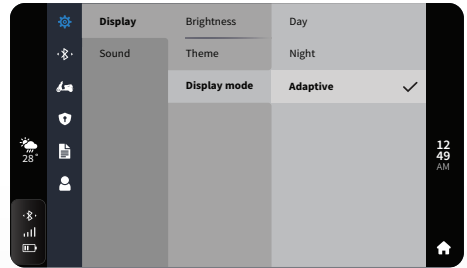 Display
Sound
Brightness
Theme
Display mode
Day
Night
Adaptive
28°
12
49
AM